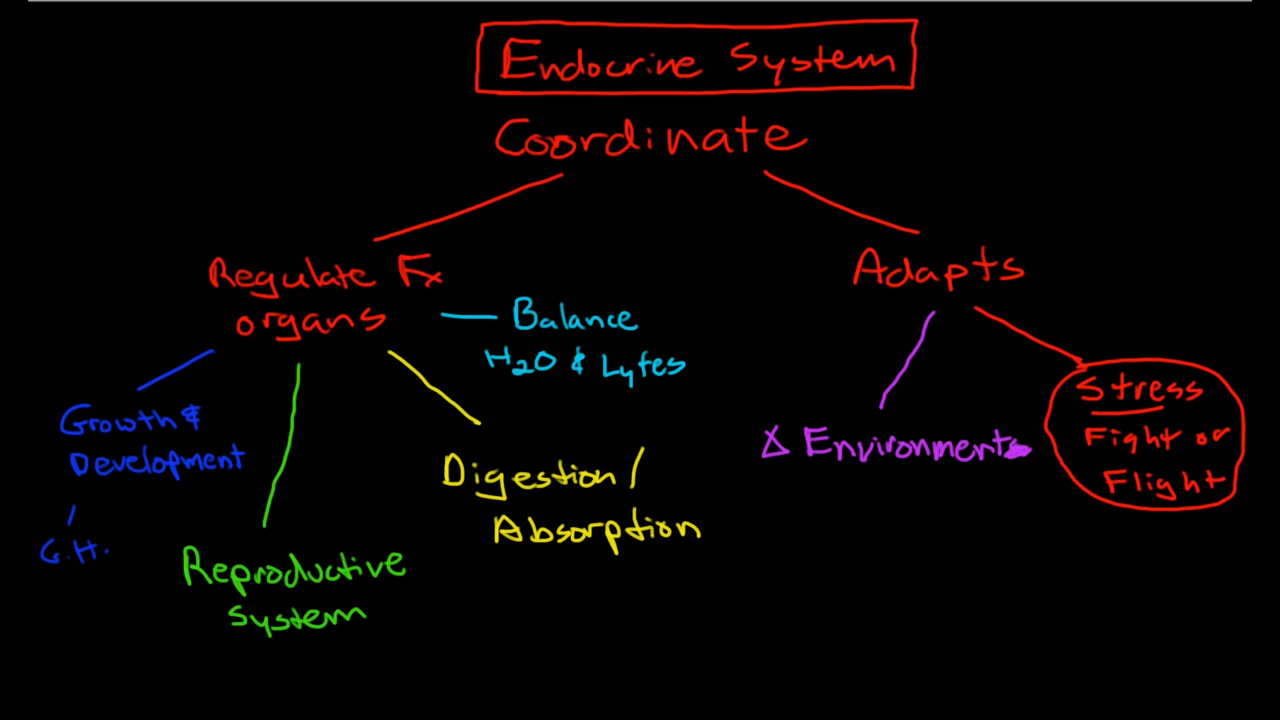 Endocrine System
Coordinate
Regulate Fx
organs
Balance
H2O & Lytes
Growth &
Development
G.H.
Reproductive
System
Digestion /
Absorption
Adapts
Δ Environment
Stress
Fight or
Flight